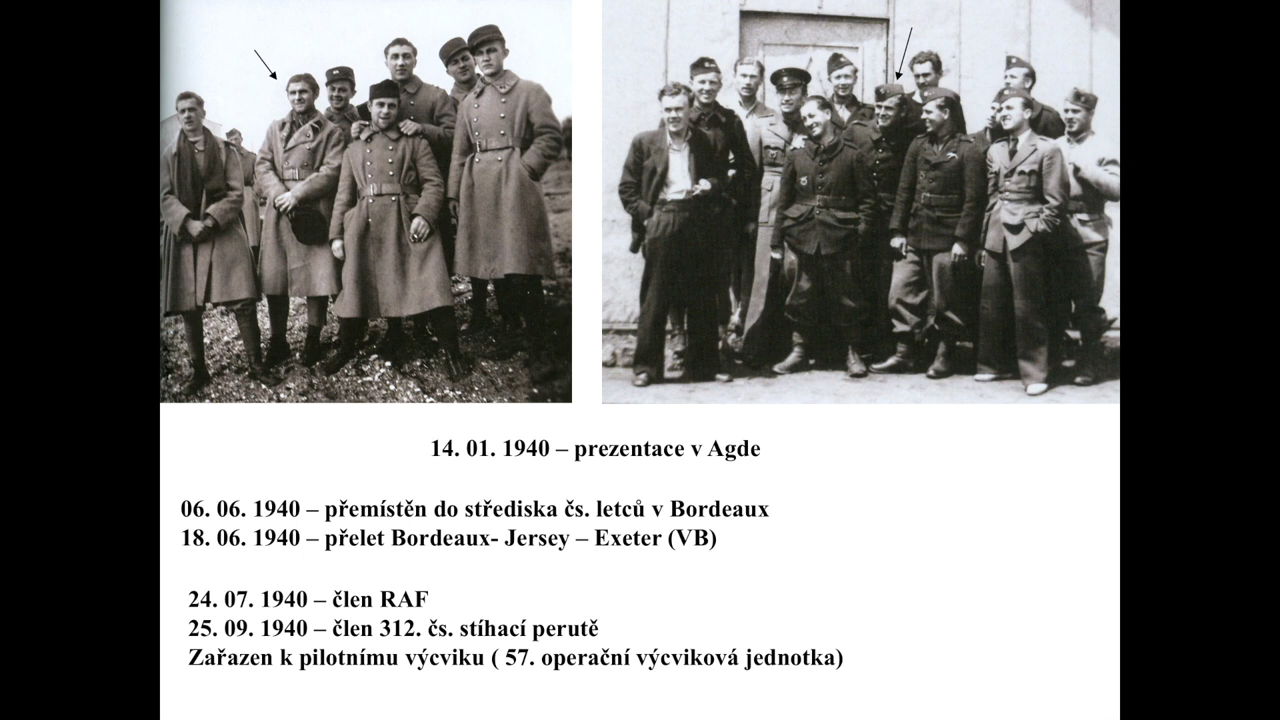 14. 01. 1940 – prezentace v Agde
06. 06. 1940 – přemístěn do střediska čs. letců v Bordeaux
18. 06. 1940 – přelet Bordeaux- Jersey – Exeter (VB)
24. 07. 1940 – člen RAF
25. 09. 1940 – člen 312. čs. stíhací perutě
Zařazen k pilotnímu výcviku ( 57. operační výcviková jednotka)